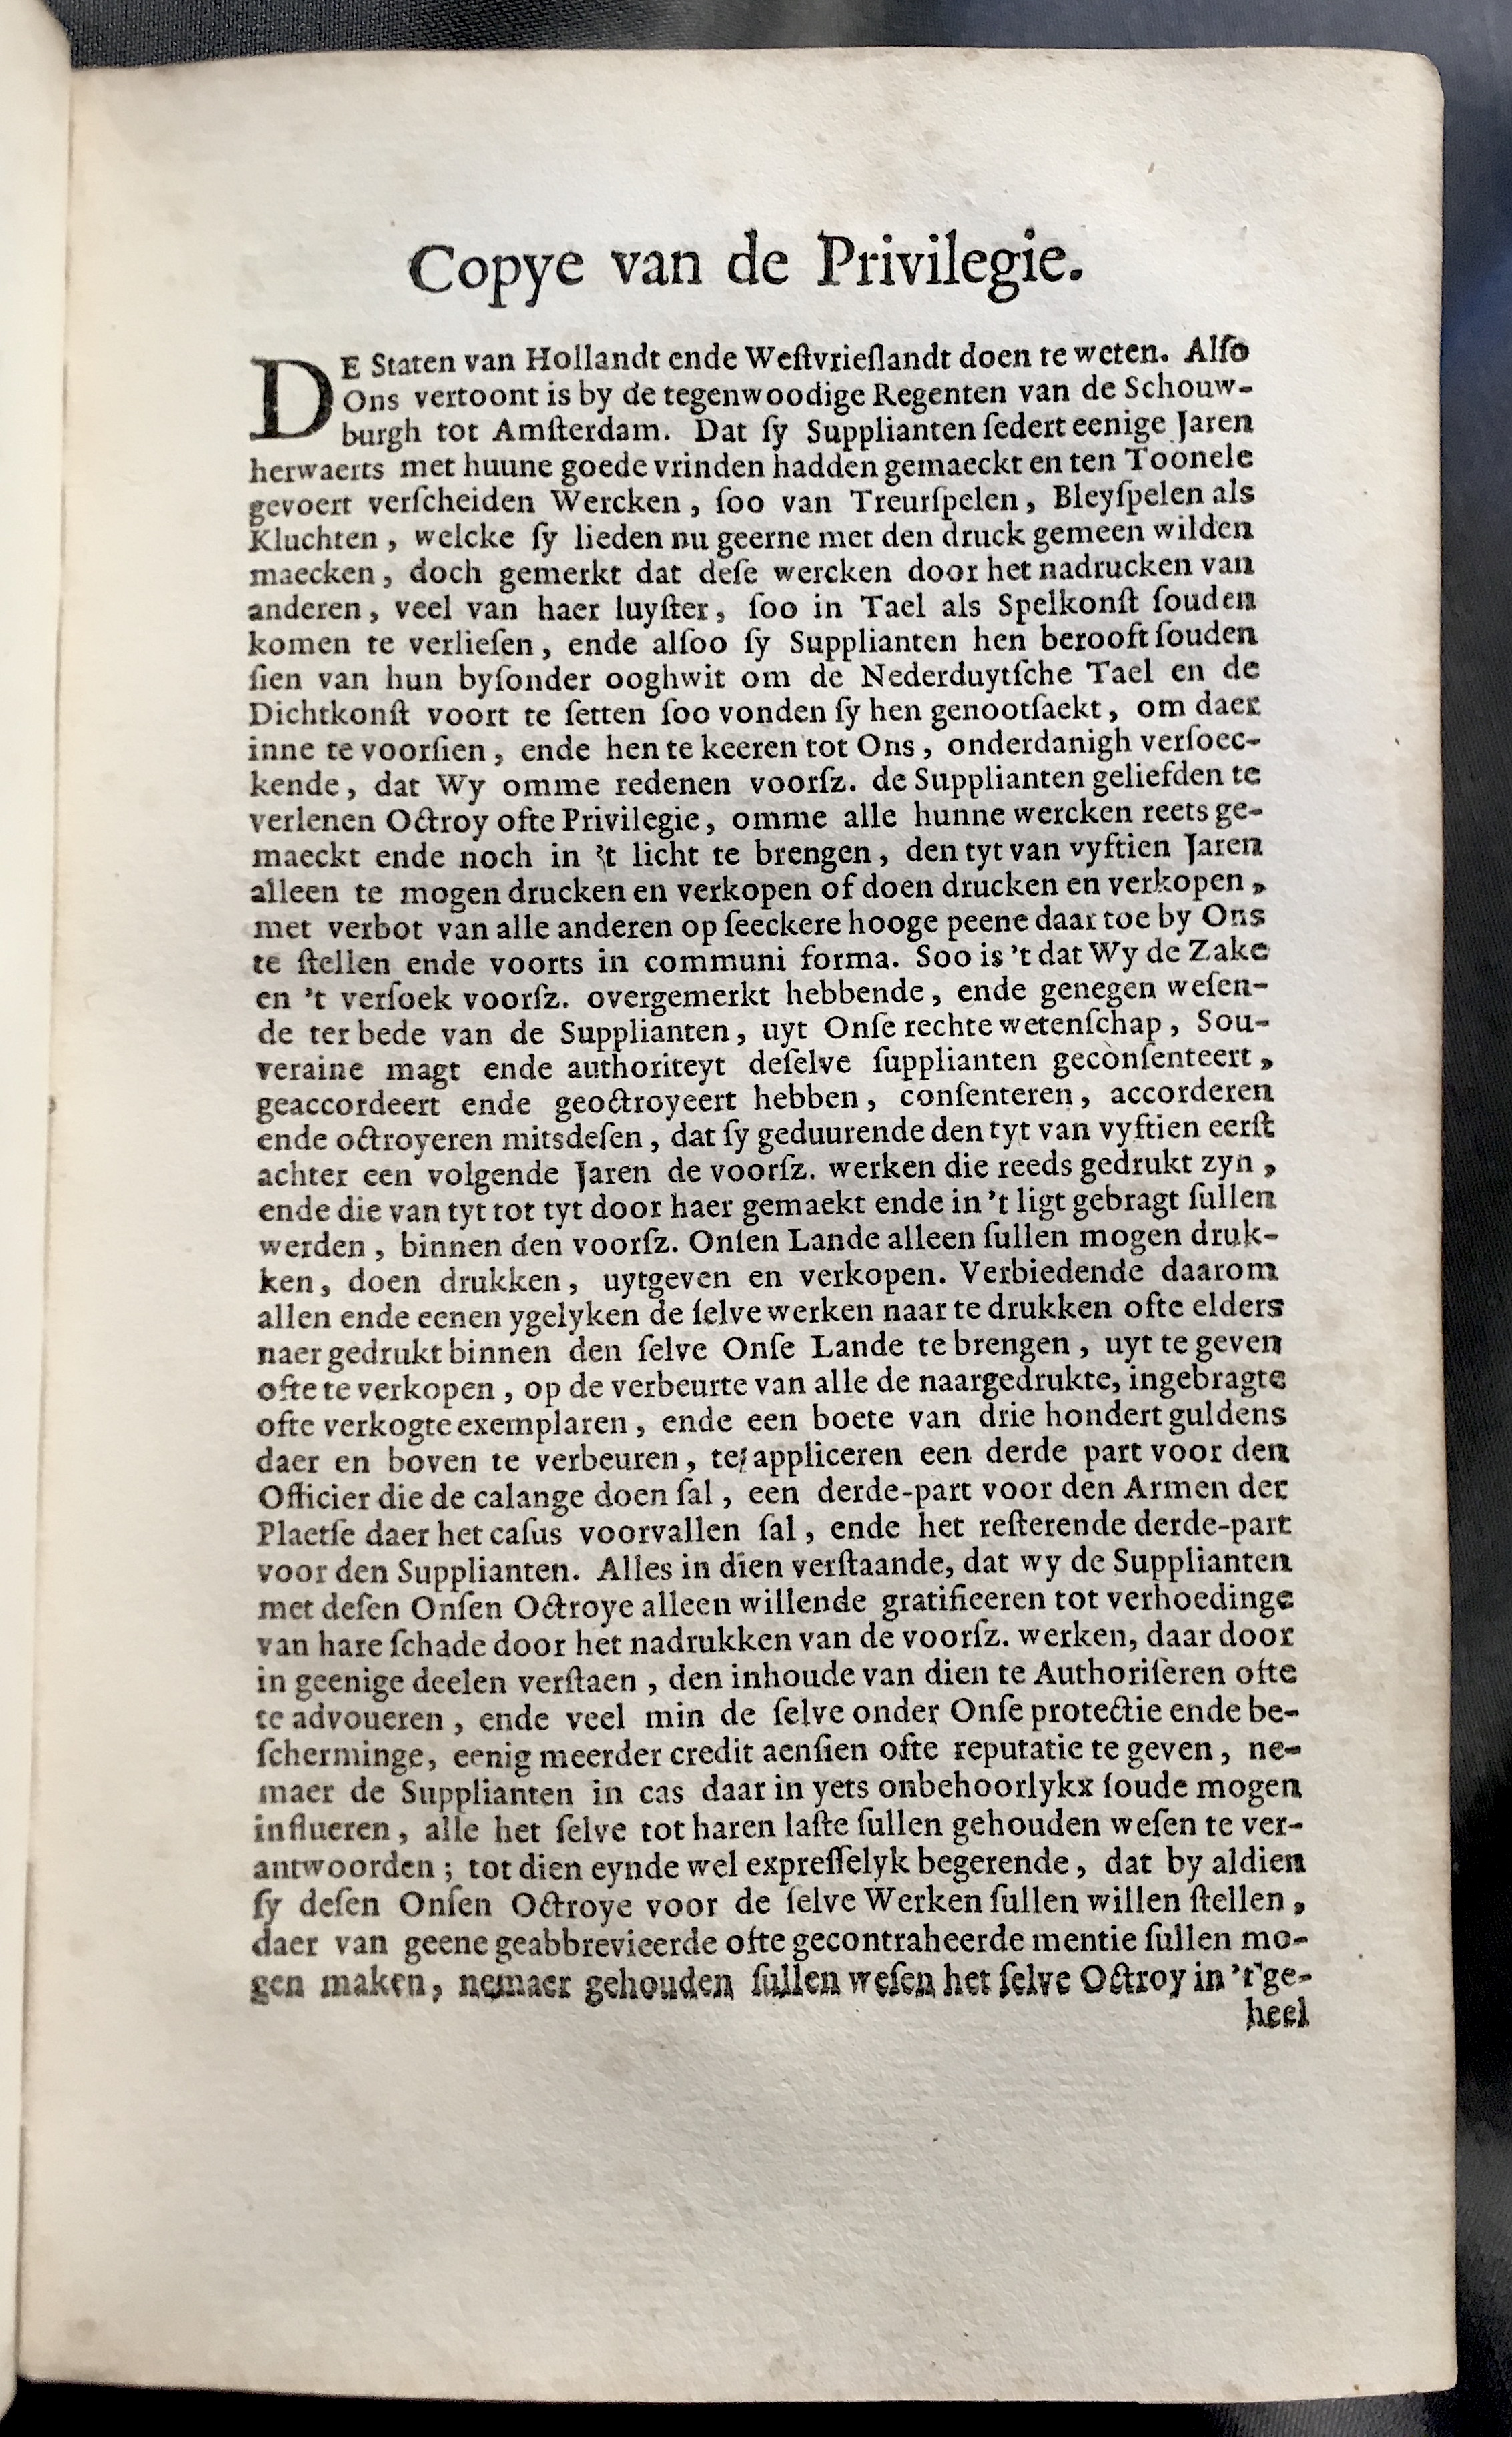 Copye van de Privilegie.
DE Staten van Hollandt ende Weſtvrieſlandt doen te weten. Alſo
Ons vertoont is by de tegenwoodige Regenten van de Schouw-
burgh tot Amſterdam. Dat ſy Supplianten ſedert eenige Jaren
herwaerts met huune goede vrinden hadden gemaeckt en ten Toonele
gevoert verſcheiden Wercken, ſoo van Treurſpelen, Bleyſpelen als
Kluchten, welcke ſy lieden nu geerne met den druck gemeen wilden
maecken, doch gemerkt dat deſe wercken door het nadrucken van
anderen, veel van haer luyſter, ſoo in Tael als Spelkonſt ſouden
komen te verlieſen, ende alſoo ſy Supplianten hen berooft ſouden
ſien van hun byſonder ooghwit om de Nederduytſche Tael en de
Dichtkonſt voort te ſetten ſoo vonden ſy hen genootſaekt, om daer
inne te voorſien, ende hen te keeren tot Ons, onderdanigh verſoec-
kende, dat Wy omme redenen voorſz. de Supplianten geliefden te
verlenen Octroy ofte Privilegie, omme alle hunne wercken reets ge-
maeckt ende noch in 't licht te brengen, den tyt van vyftien Jaren
alleen te mogen drucken en verkopen of doen drucken en verkopen,
met verbot van alle anderen op ſeeckere hooge peene daar toe by Ons
te ſtellen ende voorts in communi forma. Soo is 't dat Wy de Zake
en 't verſoek voorſz. overgemerkt hebbende, ende genegen weſen-
de ter bede van de Supplianten, uyt Onſe rechte wetenſchap, Sou-
veraine magt ende authoriteyt deſelve ſupplianten geconſenteert,
geaccordeert ende geoctroyeert hebben, conſenteren, accorderen
ende octroyeren mitsdeſen, dat ſy geduurende den tyt van vyftien eerſt
achter een volgende Jaren de voorſz. werken die reeds gedrukt zyn,
ende die van tyt tot tyt door haer gemaekt ende in 't ligt gebragt ſullen
werden, binnen den voorſz. Onſen Lande alleen ſullen mogen druk-
ken, doen drukken, uytgeven en verkopen. Verbiedende daarom
allen ende eenen ygelyken de ſelve werken naar te drukken ofte elders
naer gedrukt binnen den ſelve Onſe Lande te brengen, uyt te geven
ofte te verkopen, op de verbeurte van alle de naargedrukte, ingebragte
ofte verkogte exemplaren, ende een boete van drie hondert guldens
daer en boven te verbeuren, te appliceren een derde part voor den
Officier die de calange doen ſal, een derde-part voor den Armen der
Plaetſe daer het caſus voorvallen ſal, ende het reſterende derde-part
voor den Supplianten. Alles in dien verſtaande, dat wy de Supplianten
met deſen Onſen Octroye alleen willende gratifieeren tot verhoedinge
van hare ſchade door het nadrukken van de voorſz. werken, daar door
in geenige deelen verſtaen, den inhoude van dien te Authoriſeren ofte
te advoueren, ende veel min de ſelve onder Onſe protectie ende be-
ſcherminge, eenig meerder credit aenſien ofte reputatie te geven, ne-
maer de Supplianten in cas daar in yets onbehoorlykx ſoude mogen
influeren, alle het ſelve tot haren laſte ſullen gehouden weſen te ver-
antwoorden; tot dien eynde wel expreſſelyk begerende, dat by aldien
ſy deſen Onſen Octroye voor de ſelve Werken ſullen willen ſtellen,
daer van geene geabbrevieerde ofte gecontraheerde mentie ſullen mo-
gen maken, nemaer gehouden ſullen weſen het ſelve Octroy in 't ge-
heel